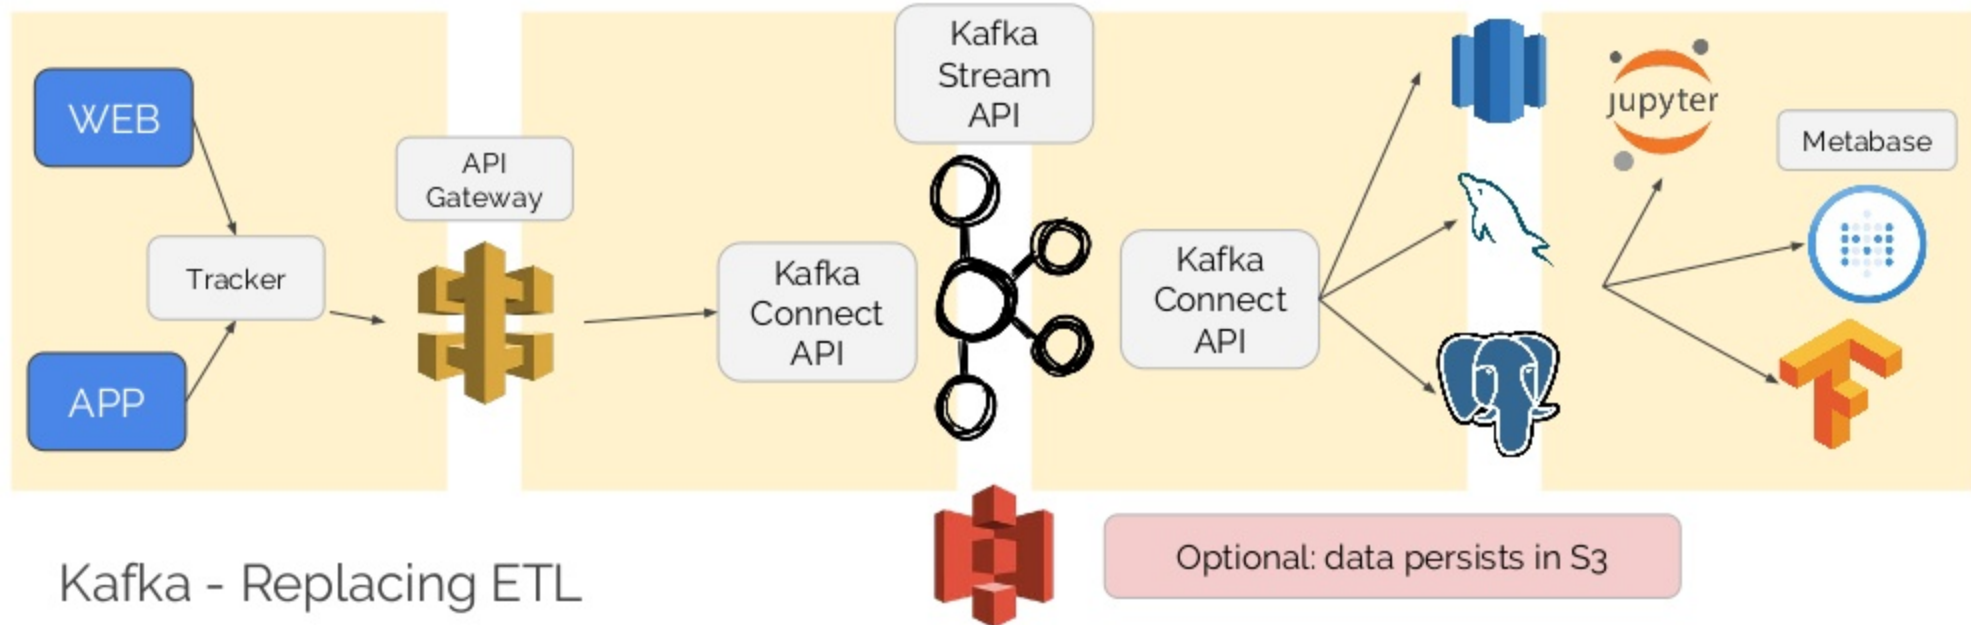 WEB
APP
Tracker
API
Gateway
Kafka
Connect
API
Kafka
Stream
API
Kafka
Connect
API
jupyter
Metabase
Kafka - Replacing ETL
Optional: data persists in S3